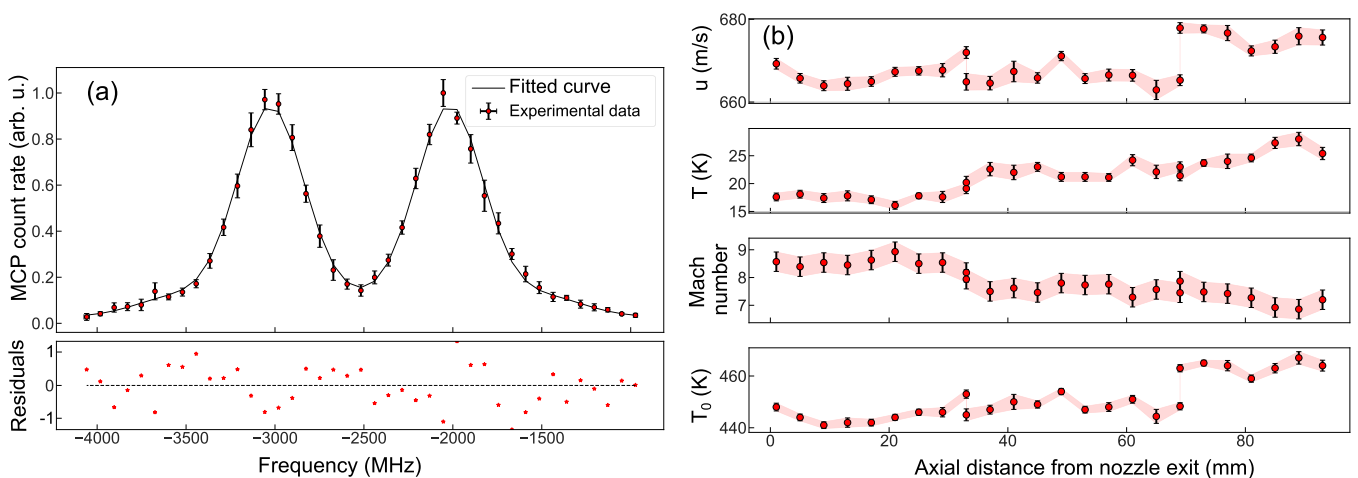 (a)
Fitted curve
Experimental data
MCP count rate (arb. u.)
1.0
0.8
0.6
0.4
0.2
0.0
Residuals
1
0
−1
−4000 −3500 −3000 −2500 −2000 −1500
Frequency (MHz)
(b)
u (m/s)
680
660
T (K)
25
20
15
Mach
number
9
8
7
T₀ (K)
460
440
0 20 40 60 80
Axial distance from nozzle exit (mm)